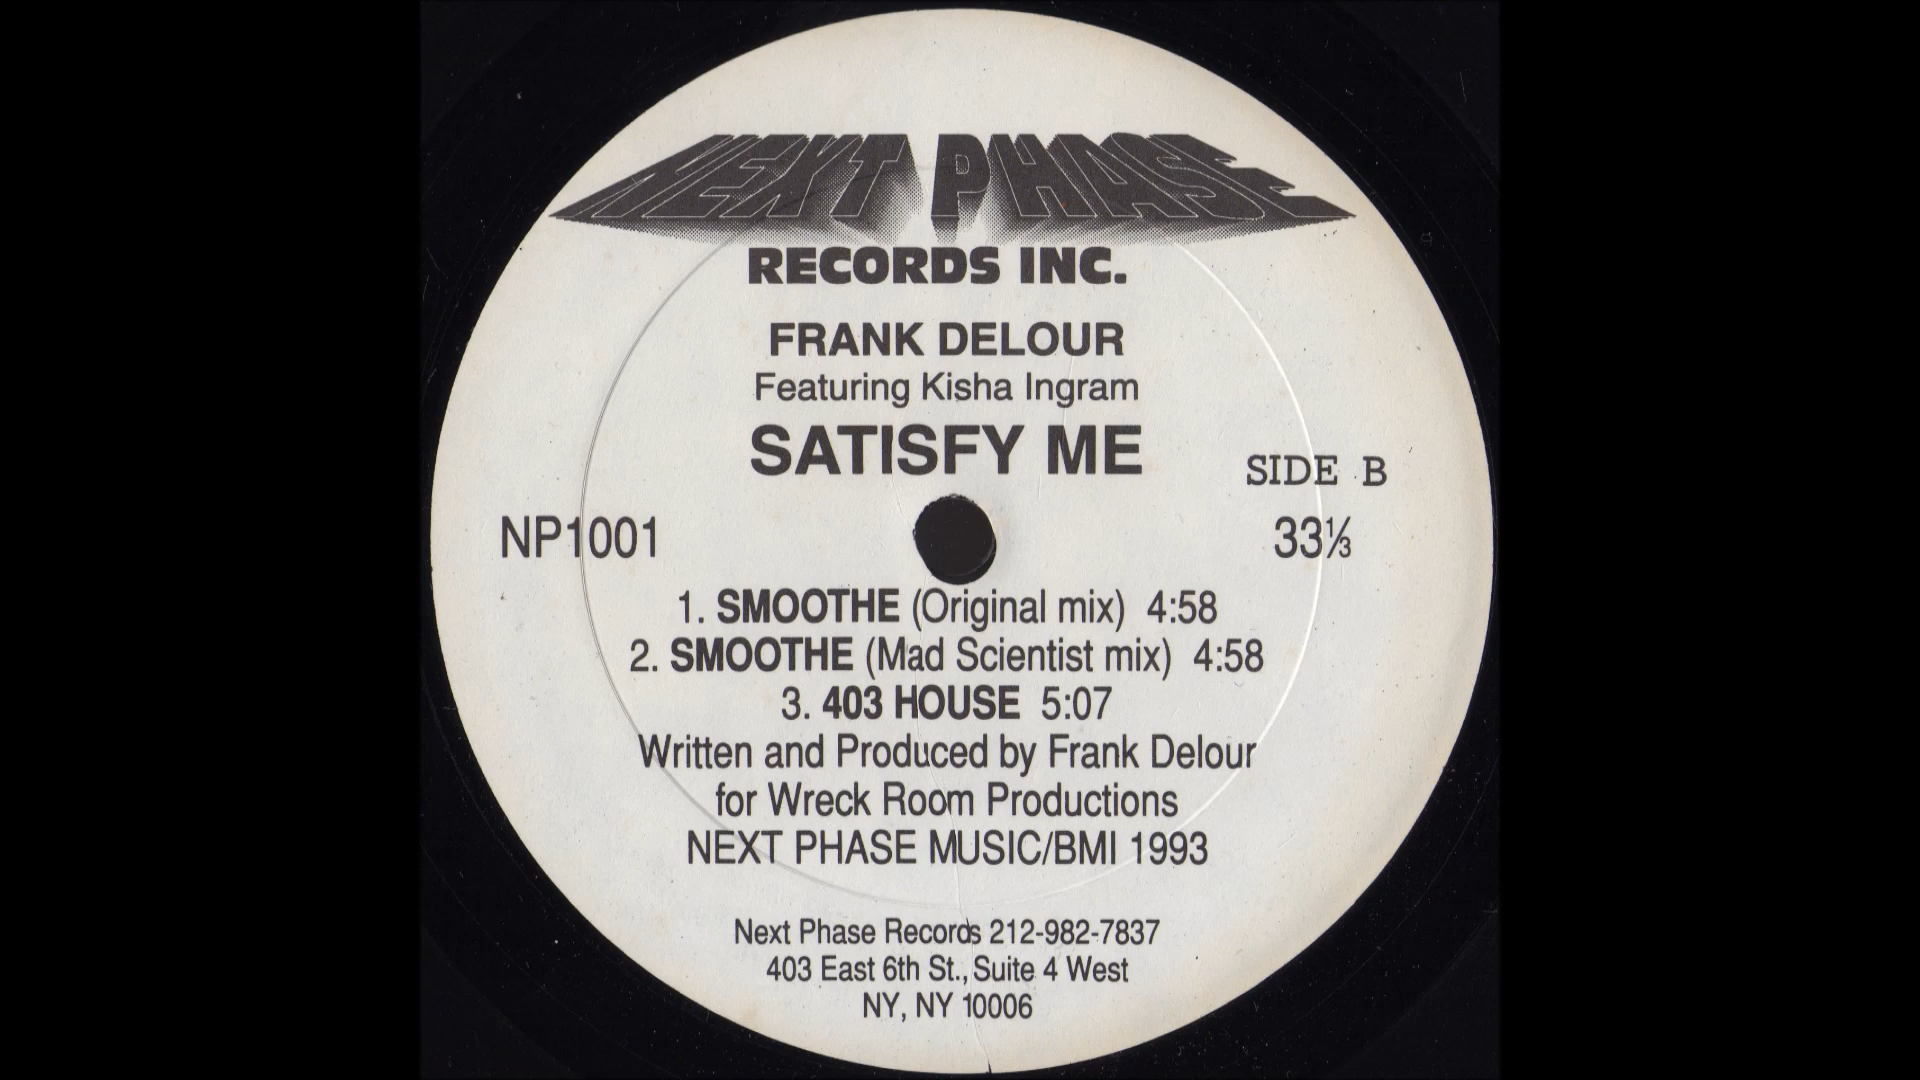 NEXT PHASE
RECORDS INC.
FRANK DELOUR
Featuring Kisha Ingram
SATISFY ME
SIDE B
NP1001
33⅓
1. SMOOTHE (Original mix) 4:58
2. SMOOTHE (Mad Scientist mix) 4:58
3. 403 HOUSE 5:07
Written and Produced by Frank Delour
for Wreck Room Productions
NEXT PHASE MUSIC/BMI 1993
Next Phase Records 212-982-7837
403 East 6th St., Suite 4 West
NY, NY 10006